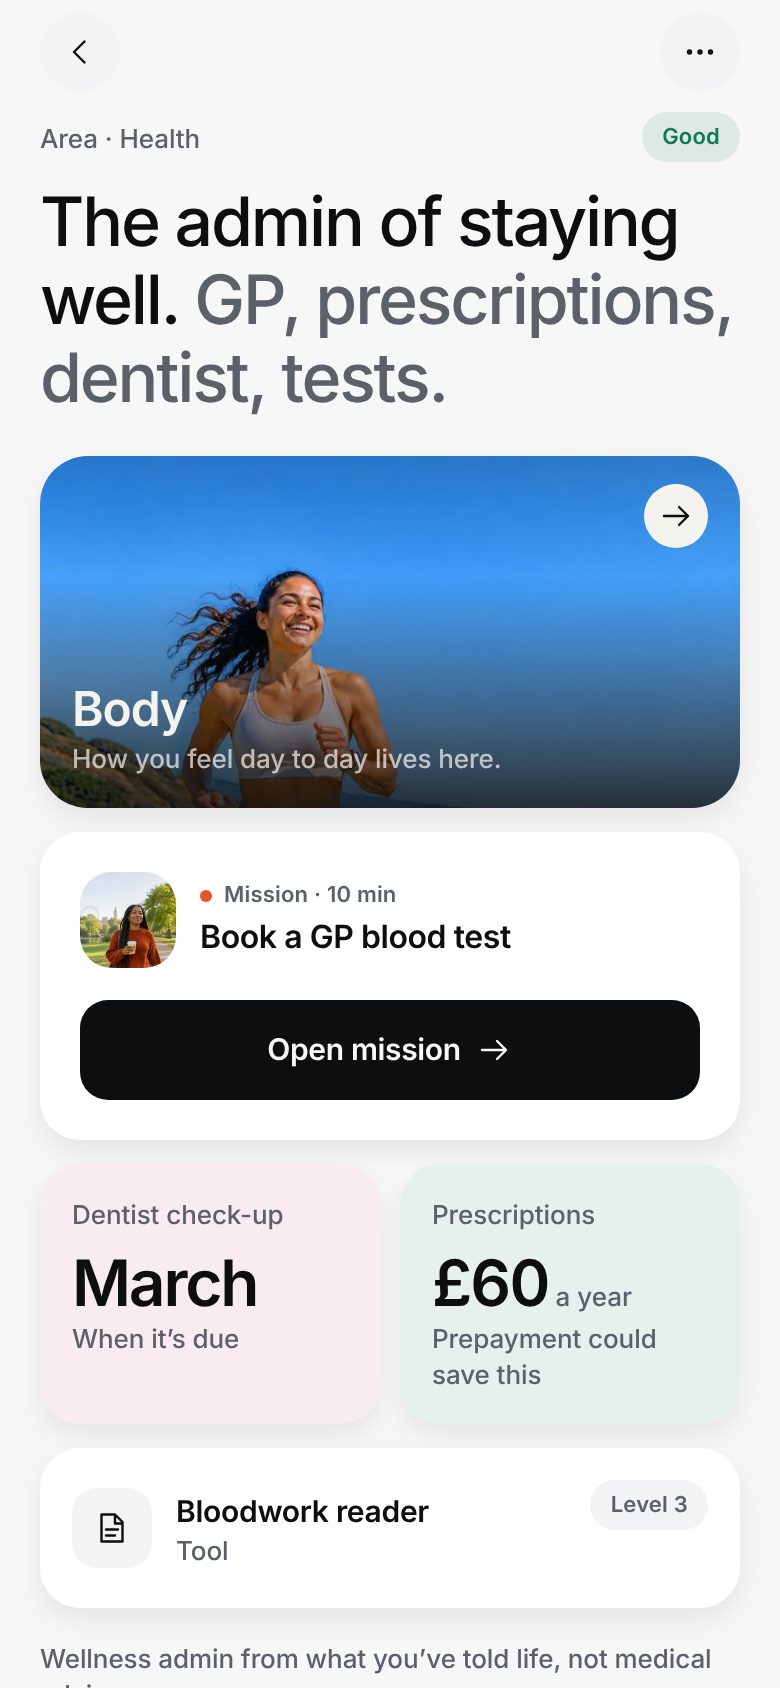 Area · Health
Good
The admin of staying
well. GP, prescriptions,
dentist, tests.
Body
How you feel day to day lives here.
Mission · 10 min
Book a GP blood test
Open mission
Dentist check-up
March
When it’s due
Prescriptions
£60 a year
Prepayment could
save this
Bloodwork reader
Level 3
Tool
Wellness admin from what you’ve told life, not medical